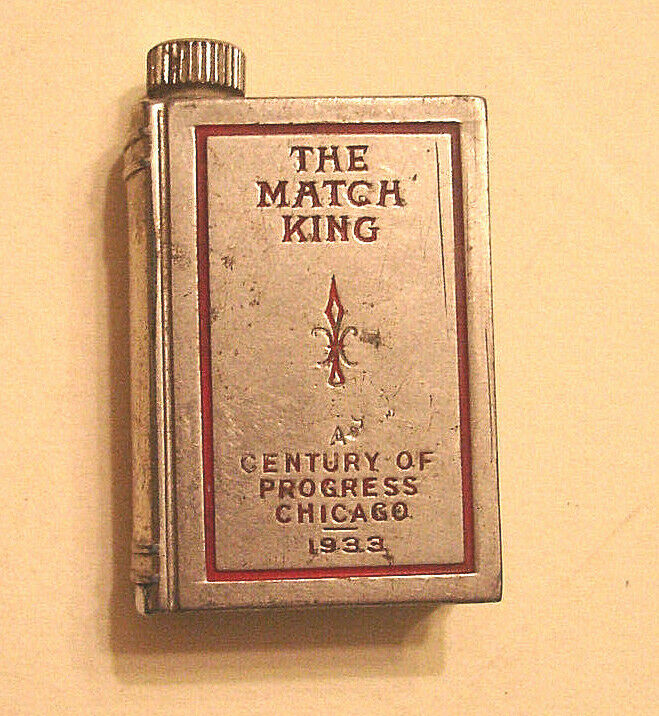 THE
MATCH
KING
A
CENTURY OF
PROGRESS
CHICAGO
1933